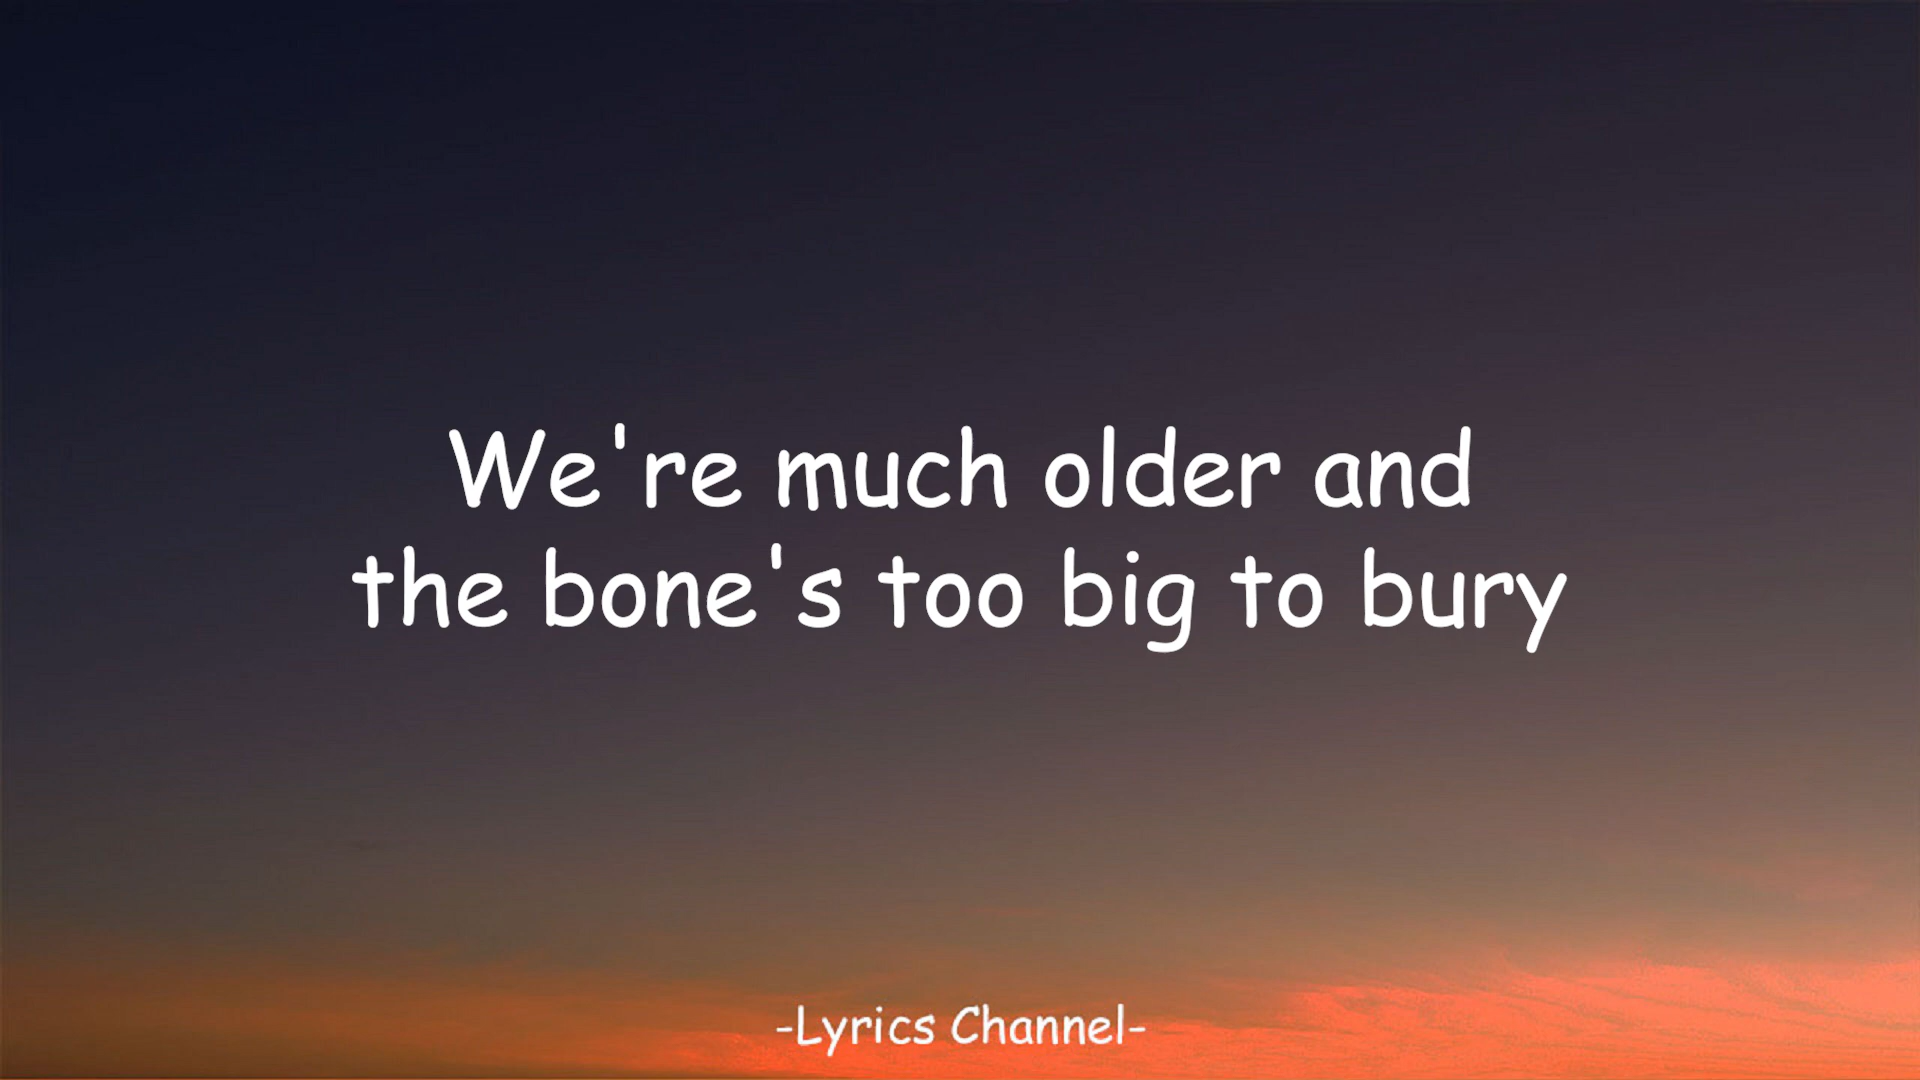 We're much older and
the bone's too big to bury
-Lyrics Channel-